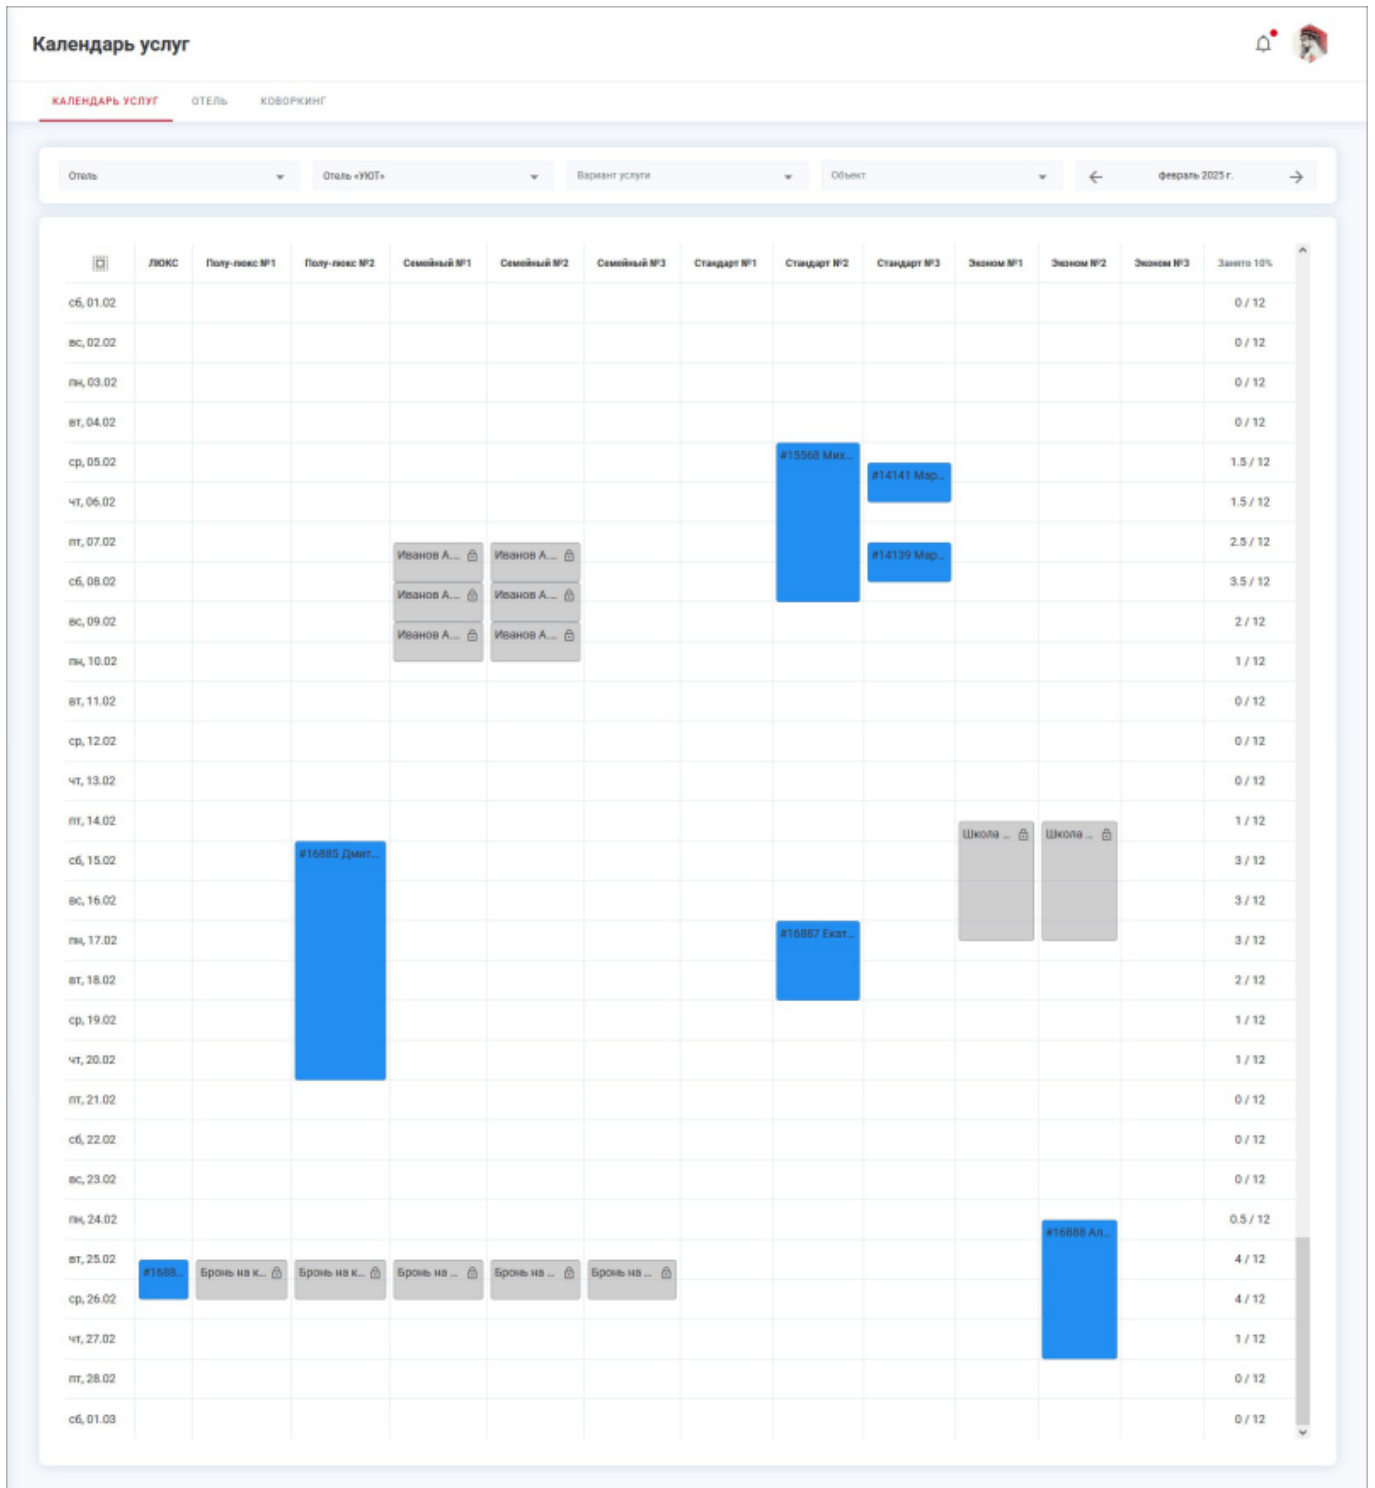 Календарь услуг
КАЛЕНДАРЬ УСЛУГ ОТЕЛЬ КОВОРКИНГ
Отель Отель «УЮТ» Вариант услуги Объект февраль 2025 г.
ЛЮКС Полу-люкс №1 Полу-люкс №2 Семейный №1 Семейный №2 Семейный №3 Стандарт №1 Стандарт №2 Стандарт №3 Эконом №1 Эконом №2 Эконом №3 Занято 10%
сб, 01.02 0 / 12
вс, 02.02 0 / 12
пн, 03.02 0 / 12
вт, 04.02 0 / 12
ср, 05.02 #15568 Мих... 1.5 / 12
#14141 Мар...
чт, 06.02 1.5 / 12
пт, 07.02 2.5 / 12
Иванов А.... Иванов А.... #14139 Мар...
сб, 08.02 3.5 / 12
Иванов А.... Иванов А....
вс, 09.02 2 / 12
Иванов А.... Иванов А....
пн, 10.02 1 / 12
вт, 11.02 0 / 12
ср, 12.02 0 / 12
чт, 13.02 0 / 12
пт, 14.02 1 / 12
Школа ... Школа ...
сб, 15.02 #16885 Дмит... 3 / 12
вс, 16.02 3 / 12
пн, 17.02 #16887 Екат... 3 / 12
вт, 18.02 2 / 12
ср, 19.02 1 / 12
чт, 20.02 1 / 12
пт, 21.02 0 / 12
сб, 22.02 0 / 12
вс, 23.02 0 / 12
пн, 24.02 0.5 / 12
#16888 Ал...
вт, 25.02 4 / 12
#1688... Бронь на к... Бронь на к... Бронь на ... Бронь на ... Бронь на ...
ср, 26.02 4 / 12
чт, 27.02 1 / 12
пт, 28.02 0 / 12
сб, 01.03 0 / 12